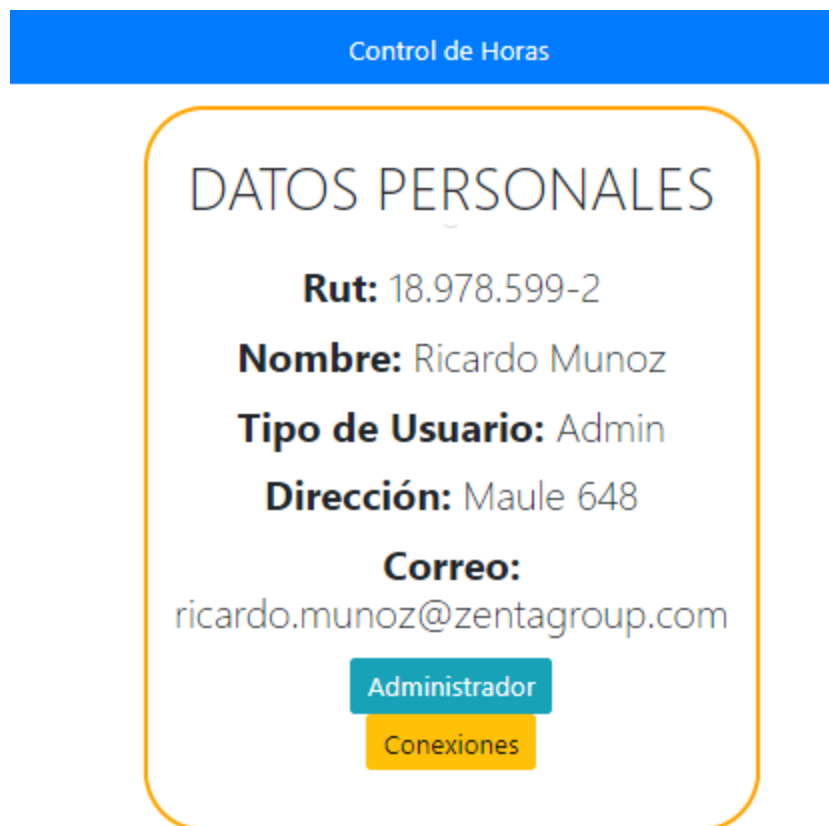 Control de Horas
DATOS PERSONALES
Rut: 18.978.599-2
Nombre: Ricardo Munoz
Tipo de Usuario: Admin
Dirección: Maule 648
Correo:
ricardo.munoz@zentagroup.com
Administrador
Conexiones